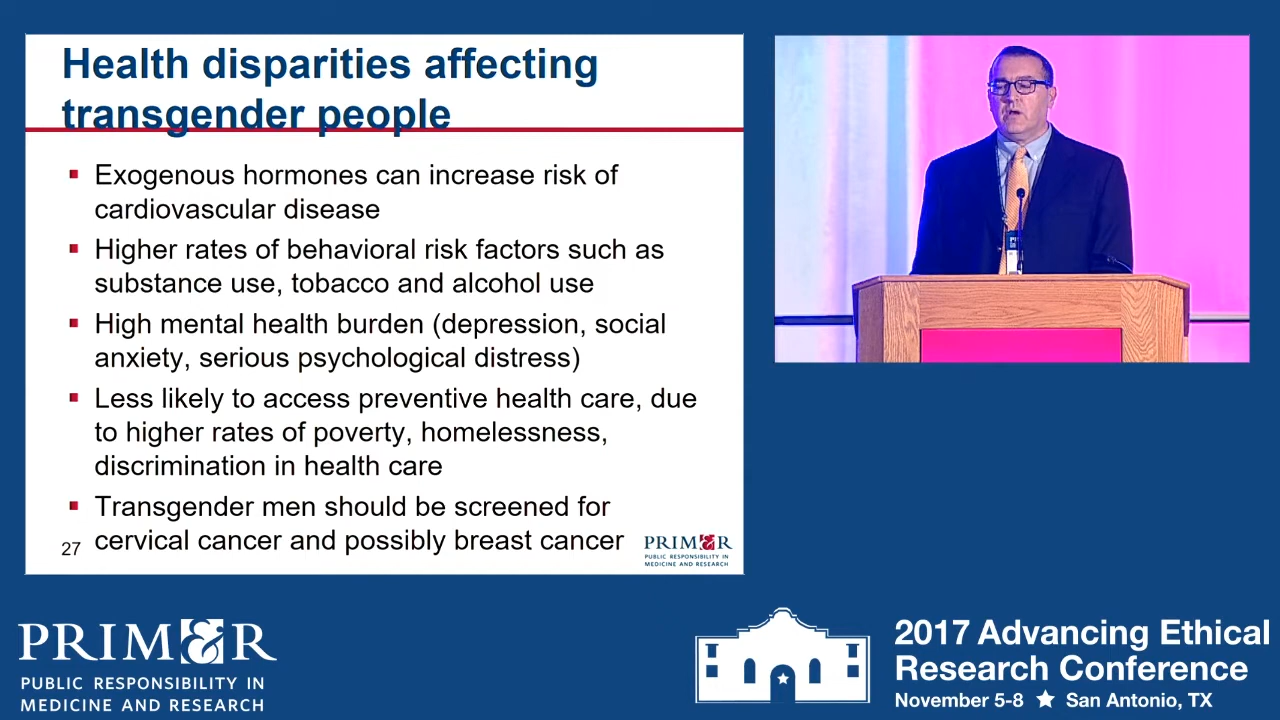 Health disparities affecting
transgender people
▪ Exogenous hormones can increase risk of
cardiovascular disease
▪ Higher rates of behavioral risk factors such as
substance use, tobacco and alcohol use
▪ High mental health burden (depression, social
anxiety, serious psychological distress)
▪ Less likely to access preventive health care, due
to higher rates of poverty, homelessness,
discrimination in health care
▪ Transgender men should be screened for
cervical cancer and possibly breast cancer
27
PRIM&R
PUBLIC RESPONSIBILITY IN
MEDICINE AND RESEARCH
PRIM&R
PUBLIC RESPONSIBILITY IN
MEDICINE AND RESEARCH
2017 Advancing Ethical
Research Conference
November 5-8 ★ San Antonio, TX